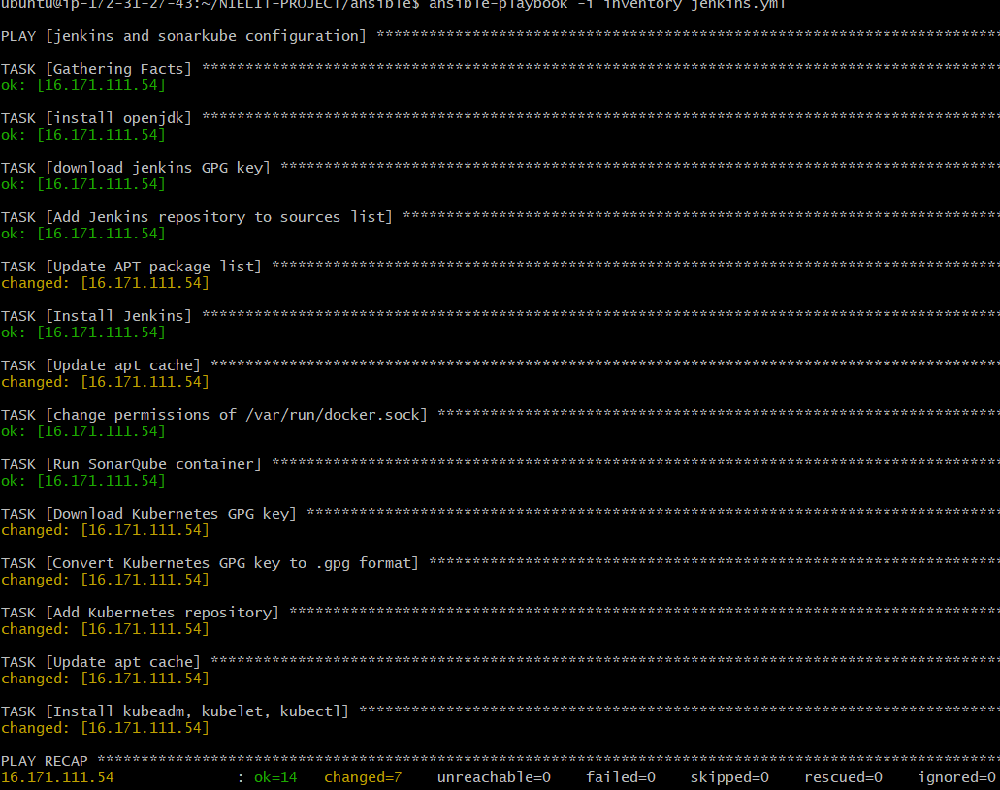 ubuntu@ip-172-31-27-43:~/NIELIT-PROJECT/ansible$ ansible-playbook -i inventory jenkins.yml
PLAY [jenkins and sonarkube configuration] ***********************************************************************
TASK [Gathering Facts] *******************************************************************************************
ok: [16.171.111.54]
TASK [install openjdk] *******************************************************************************************
ok: [16.171.111.54]
TASK [download jenkins GPG key] **********************************************************************************
ok: [16.171.111.54]
TASK [Add Jenkins repository to sources list] ********************************************************************
ok: [16.171.111.54]
TASK [Update APT package list] ***********************************************************************************
changed: [16.171.111.54]
TASK [Install Jenkins] *******************************************************************************************
ok: [16.171.111.54]
TASK [Update apt cache] ******************************************************************************************
changed: [16.171.111.54]
TASK [change permissions of /var/run/docker.sock] ****************************************************************
ok: [16.171.111.54]
TASK [Run SonarQube container] ***********************************************************************************
ok: [16.171.111.54]
TASK [Download Kubernetes GPG key] *******************************************************************************
changed: [16.171.111.54]
TASK [Convert Kubernetes GPG key to .gpg format] *****************************************************************
changed: [16.171.111.54]
TASK [Add Kubernetes repository] *********************************************************************************
changed: [16.171.111.54]
TASK [Update apt cache] ******************************************************************************************
changed: [16.171.111.54]
TASK [Install kubeadm, kubelet, kubectl] *************************************************************************
changed: [16.171.111.54]
PLAY RECAP *******************************************************************************************************
16.171.111.54 : ok=14 changed=7 unreachable=0 failed=0 skipped=0 rescued=0 ignored=0